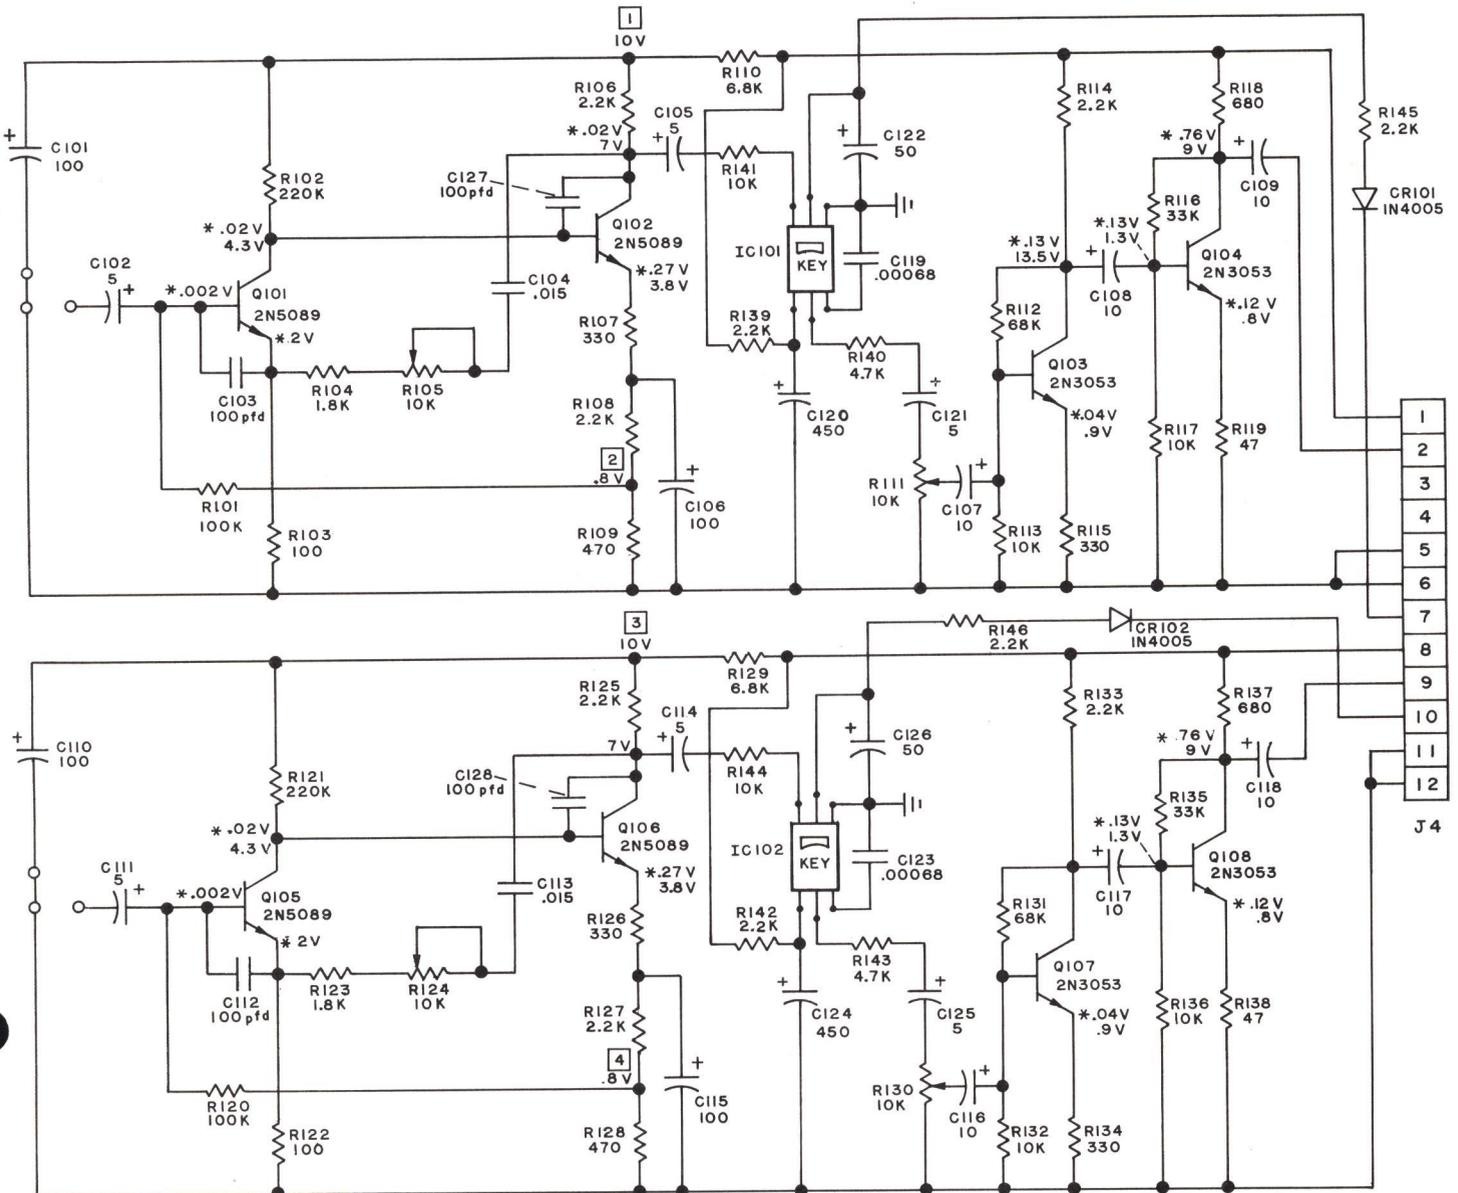 1
10V
R110
6.8K
R106
2.2K
C105
5
*.02V
7V
R141
10K
C122
50
R114
2.2K
R118
680
R145
2.2K
*.76V
9V
C109
10
CR101
IN4005
C101
100
R102
220K
C127
100pfd
*.02V
4.3V
Q102
2N5089
*.27V
3.8V
C104
.015
IC101
KEY
C119
.00068
*.13V
13.5V
*.13V
1.3V
R116
33K
Q104
2N3053
*.12 V
.8V
C108
10
C102
5
*.002V
Q101
2N5089
*.2V
R107
330
R139
2.2K
R140
4.7K
R112
68K
Q103
2N3053
*.04V
.9V
C103
100pfd
R104
1.8K
R105
10K
R108
2.2K
C120
450
C121
5
R117
10K
R119
47
2
.8V
R101
100K
R103
100
R109
470
C106
100
R111
10K
C107
10
R113
10K
R115
330
1
2
3
4
5
6
7
8
9
10
11
12
J4
3
10V
R146
2.2K
CR102
IN4005
R129
6.8K
R125
2.2K
C114
5
7V
R144
10K
C126
50
R133
2.2K
R137
680
*.76V
9V
C118
10
C110
100
R121
220K
C128
100pfd
*.02V
4.3V
Q106
2N5089
*.27V
3.8V
C113
.015
IC102
KEY
C123
.00068
*.13V
1.3V
R135
33K
Q108
2N3053
*.12V
.8V
C117
10
C111
5
*.002V
Q105
2N5089
*.2V
R126
330
R142
2.2K
R143
4.7K
R131
68K
Q107
2N3053
*.04V
.9V
C112
100pfd
R123
1.8K
R124
10K
R127
2.2K
C124
450
C125
5
R136
10K
R138
47
4
.8V
R120
100K
R122
100
R128
470
C115
100
R130
10K
C116
10
R132
10K
R134
330